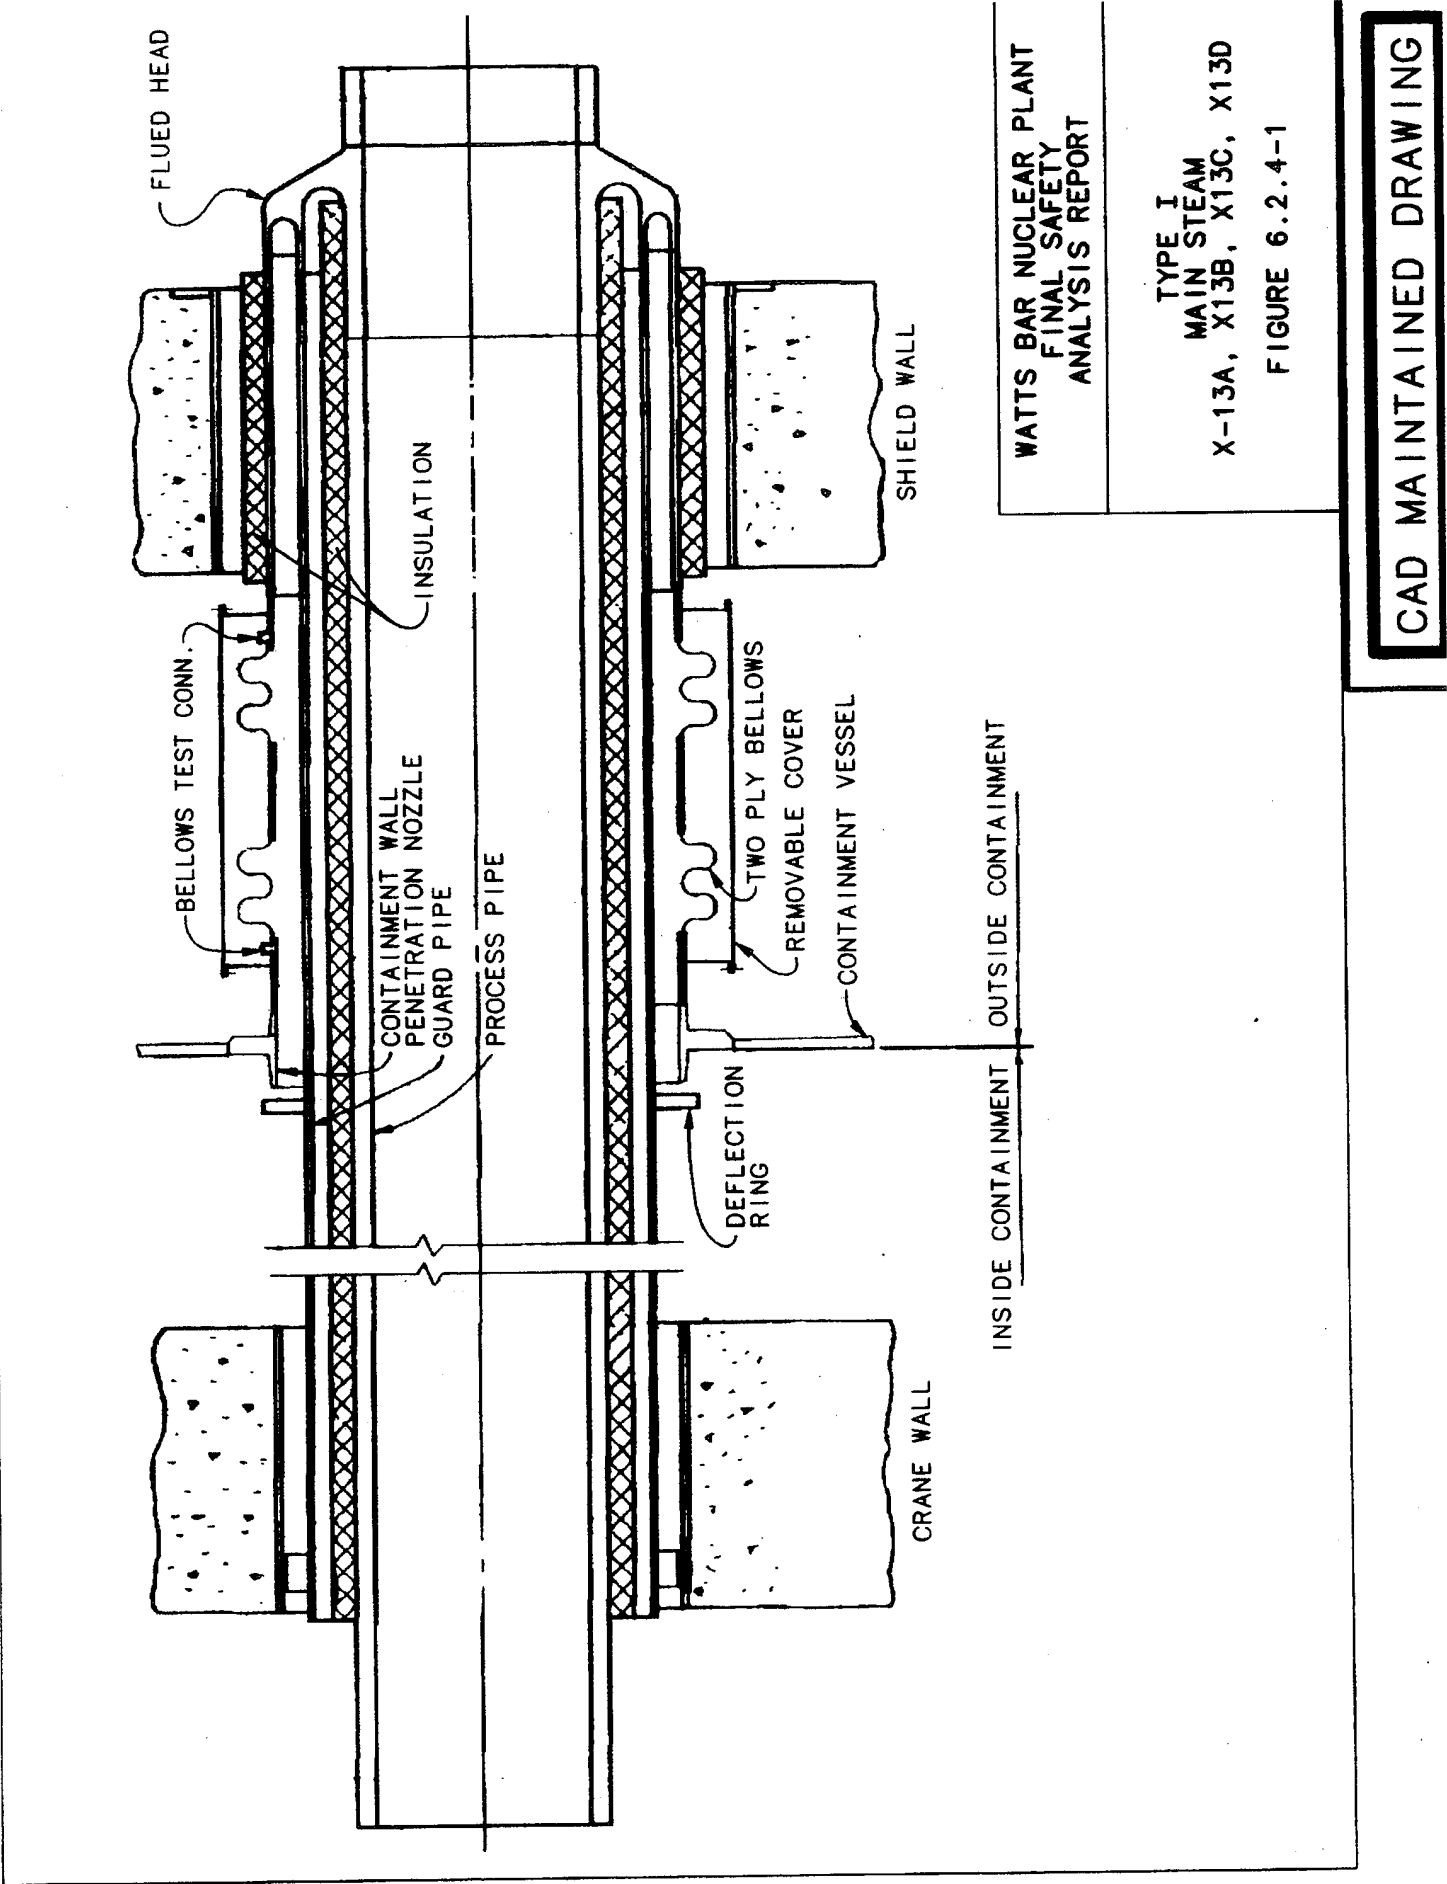 FLUED HEAD
BELLOWS TEST CONN.
INSULATION
CONTAINMENT WALL
PENETRATION NOZZLE
GUARD PIPE
PROCESS PIPE
SHIELD WALL
TWO PLY BELLOWS
REMOVABLE COVER
CONTAINMENT VESSEL
DEFLECTION
RING
INSIDE CONTAINMENT
OUTSIDE CONTAINMENT
CRANE WALL
WATTS BAR NUCLEAR PLANT
FINAL SAFETY
ANALYSIS REPORT
TYPE I
MAIN STEAM
X-13A, X13B, X13C, X13D
FIGURE 6.2.4-1
CAD MAINTAINED DRAWING